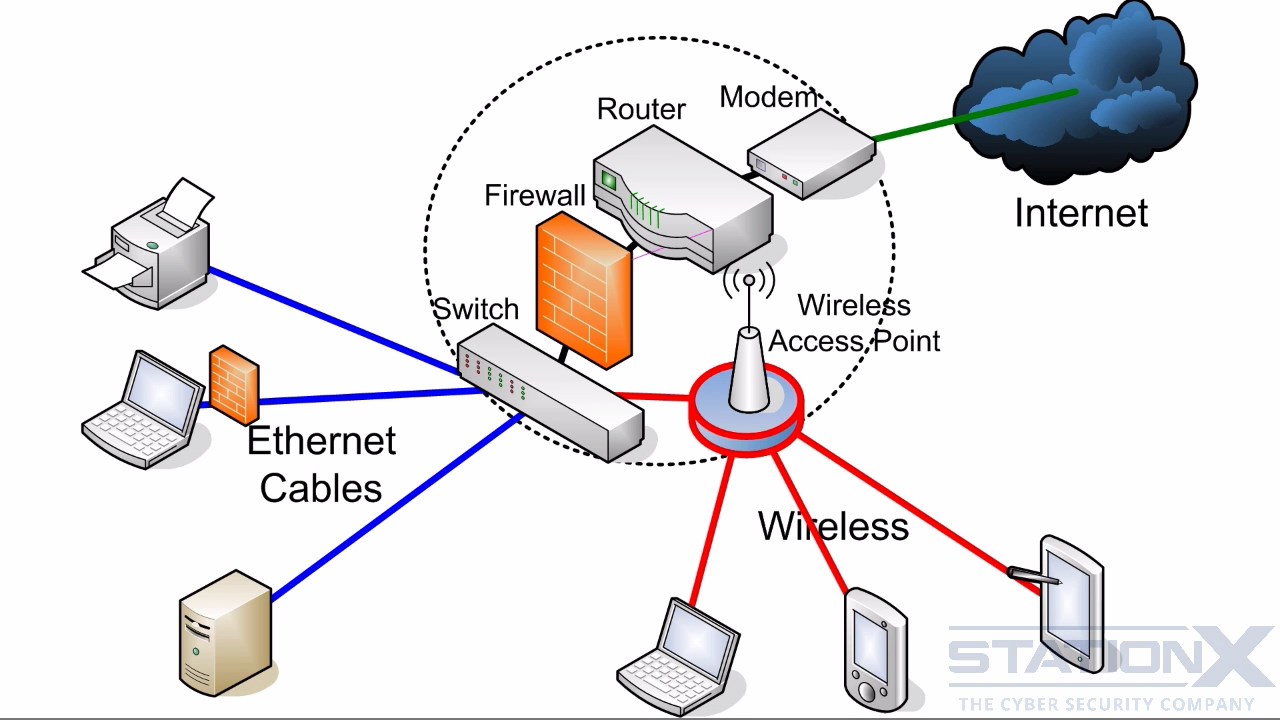 Router
Modem
Firewall
Internet
Switch
Wireless
Access Point
Ethernet
Cables
Wireless
STATIONX
THE CYBER SECURITY COMPANY